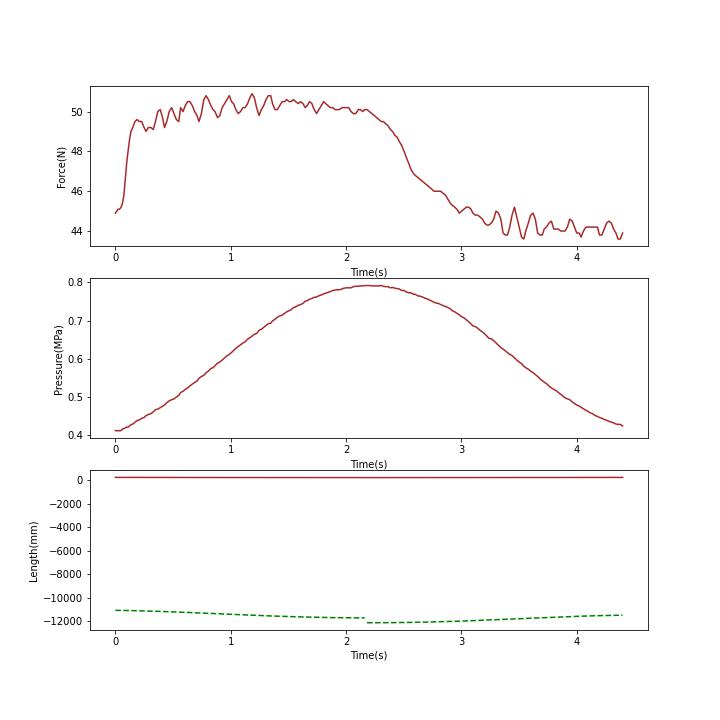 50
48
46
44
Force(N)
0 1 2 3 4
Time(s)
0.8
0.7
0.6
0.5
0.4
Pressure(MPa)
0 1 2 3 4
Time(s)
0
−2000
−4000
−6000
−8000
−10000
−12000
Length(mm)
0 1 2 3 4
Time(s)